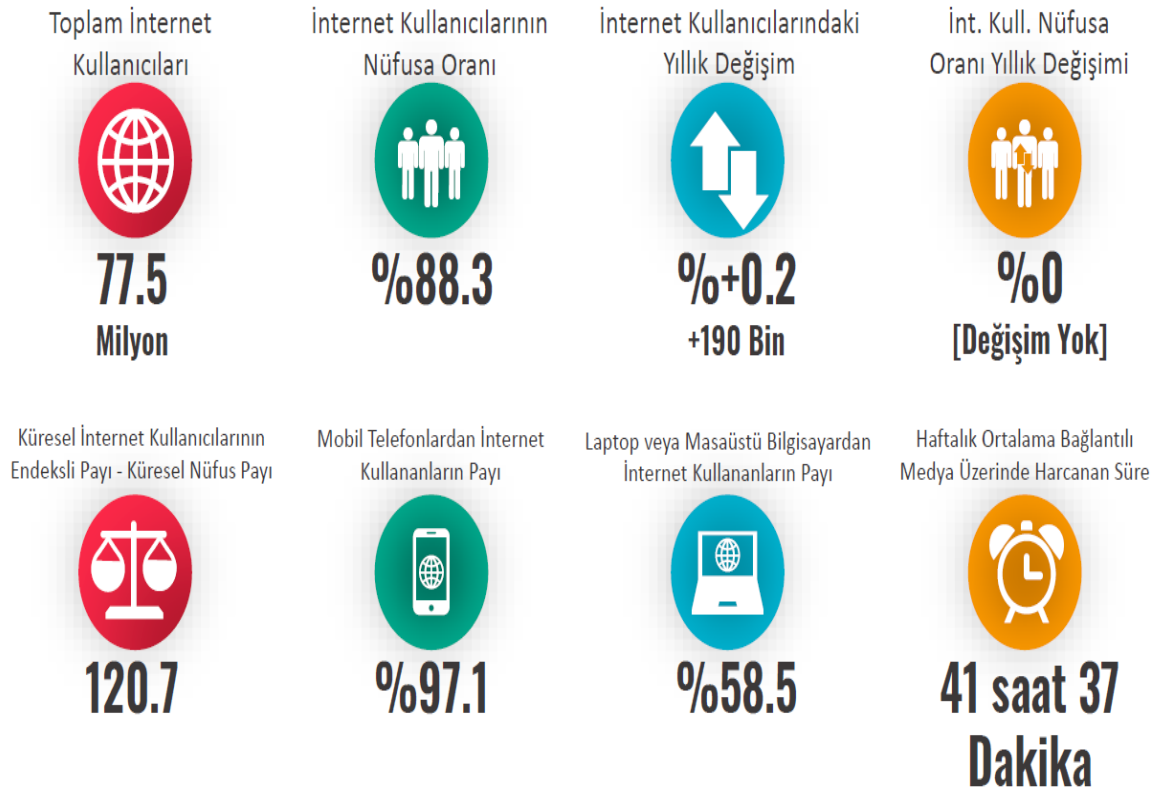 Toplam İnternet
Kullanıcıları
77.5
Milyon
İnternet Kullanıcılarının
Nüfusa Oranı
%88.3
İnternet Kullanıcılarındaki
Yıllık Değişim
%+0.2
+190 Bin
İnt. Kull. Nüfusa
Oranı Yıllık Değişimi
%0
[Değişim Yok]
Küresel İnternet Kullanıcılarının
Endeksli Payı - Küresel Nüfus Payı
120.7
Mobil Telefonlardan İnternet
Kullananların Payı
%97.1
Laptop veya Masaüstü Bilgisayardan
İnternet Kullananların Payı
%58.5
Haftalık Ortalama Bağlantılı
Medya Üzerinde Harcanan Süre
41 saat 37
Dakika